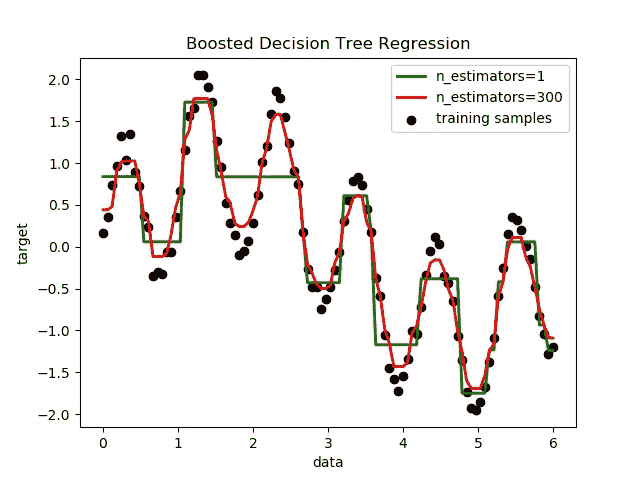 Boosted Decision Tree Regression
n_estimators=1
n_estimators=300
training samples
2.0
1.5
1.0
0.5
0.0
−0.5
−1.0
−1.5
−2.0
target
0 1 2 3 4 5 6
data